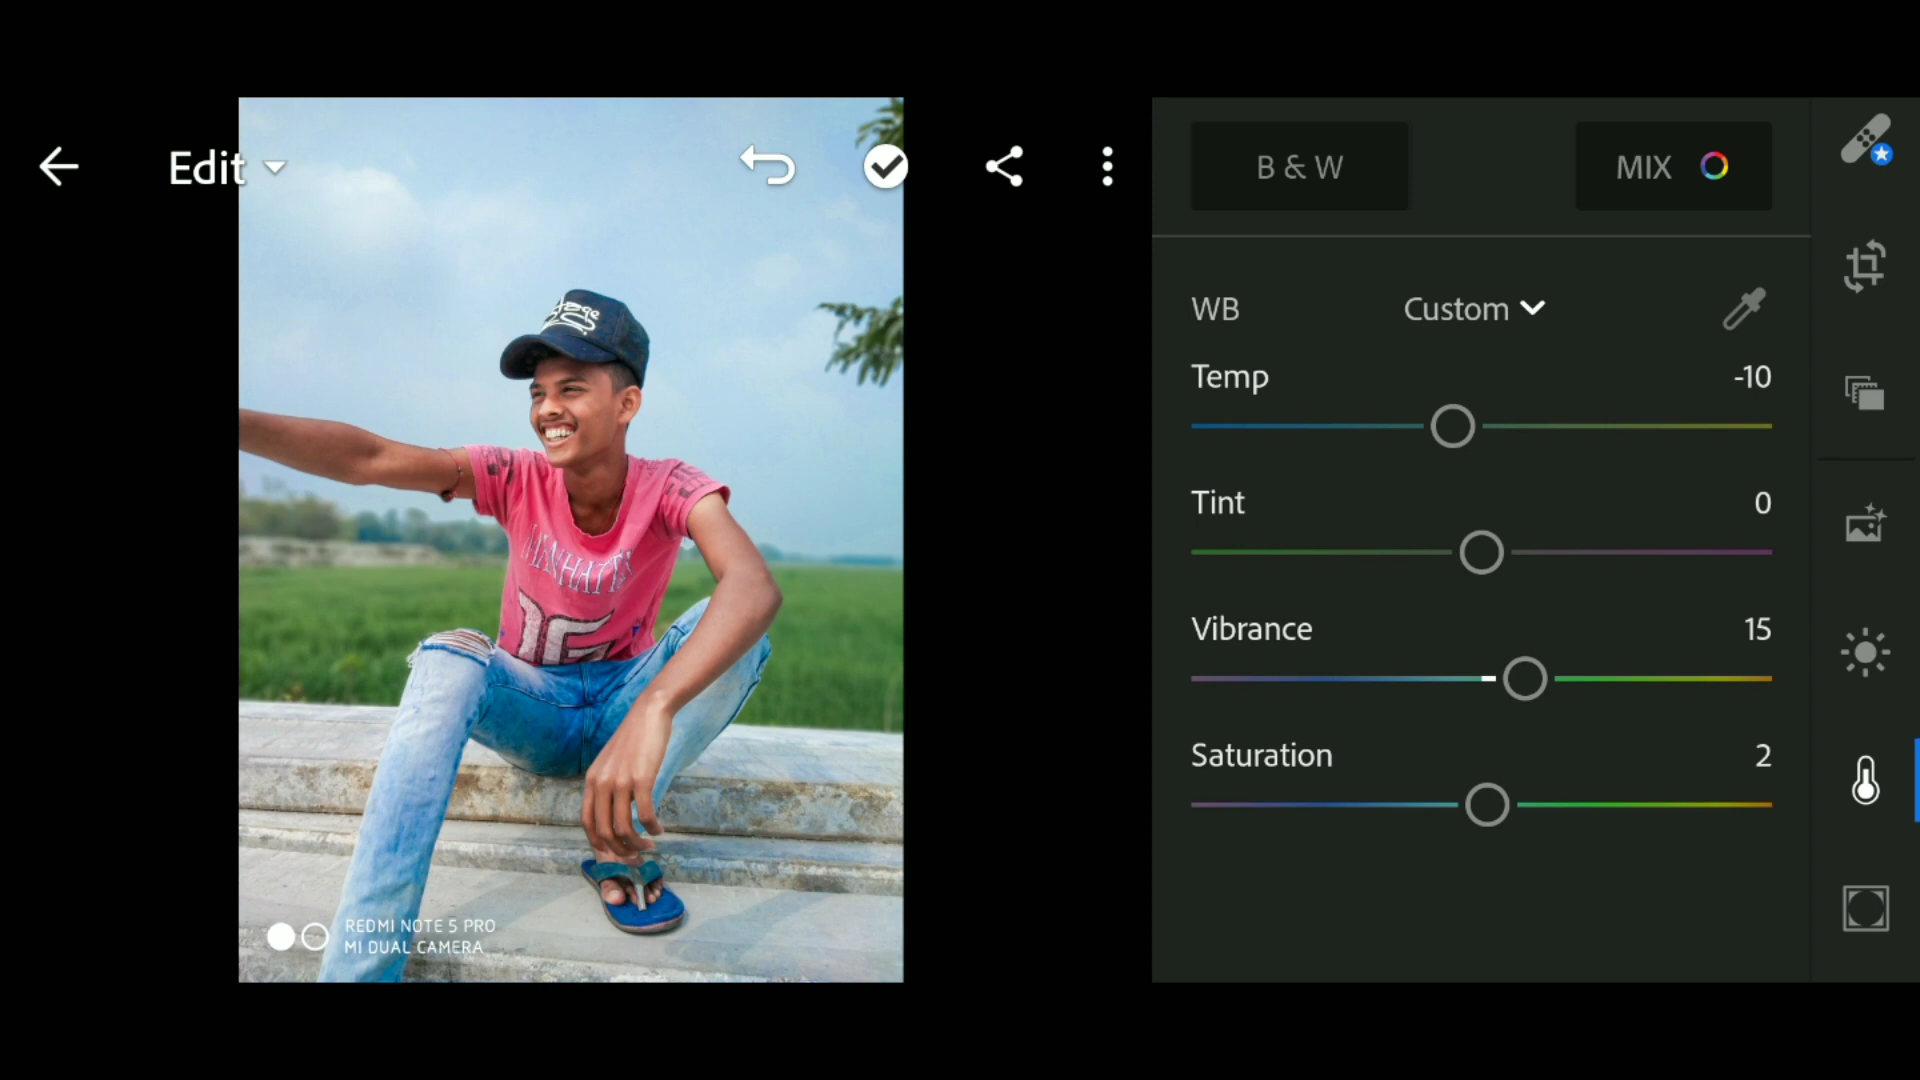 Edit
B & W
MIX
WB
Custom
Temp
-10
Tint
0
Vibrance
15
Saturation
2
MANHATTAN
REDMI NOTE 5 PRO
MI DUAL CAMERA